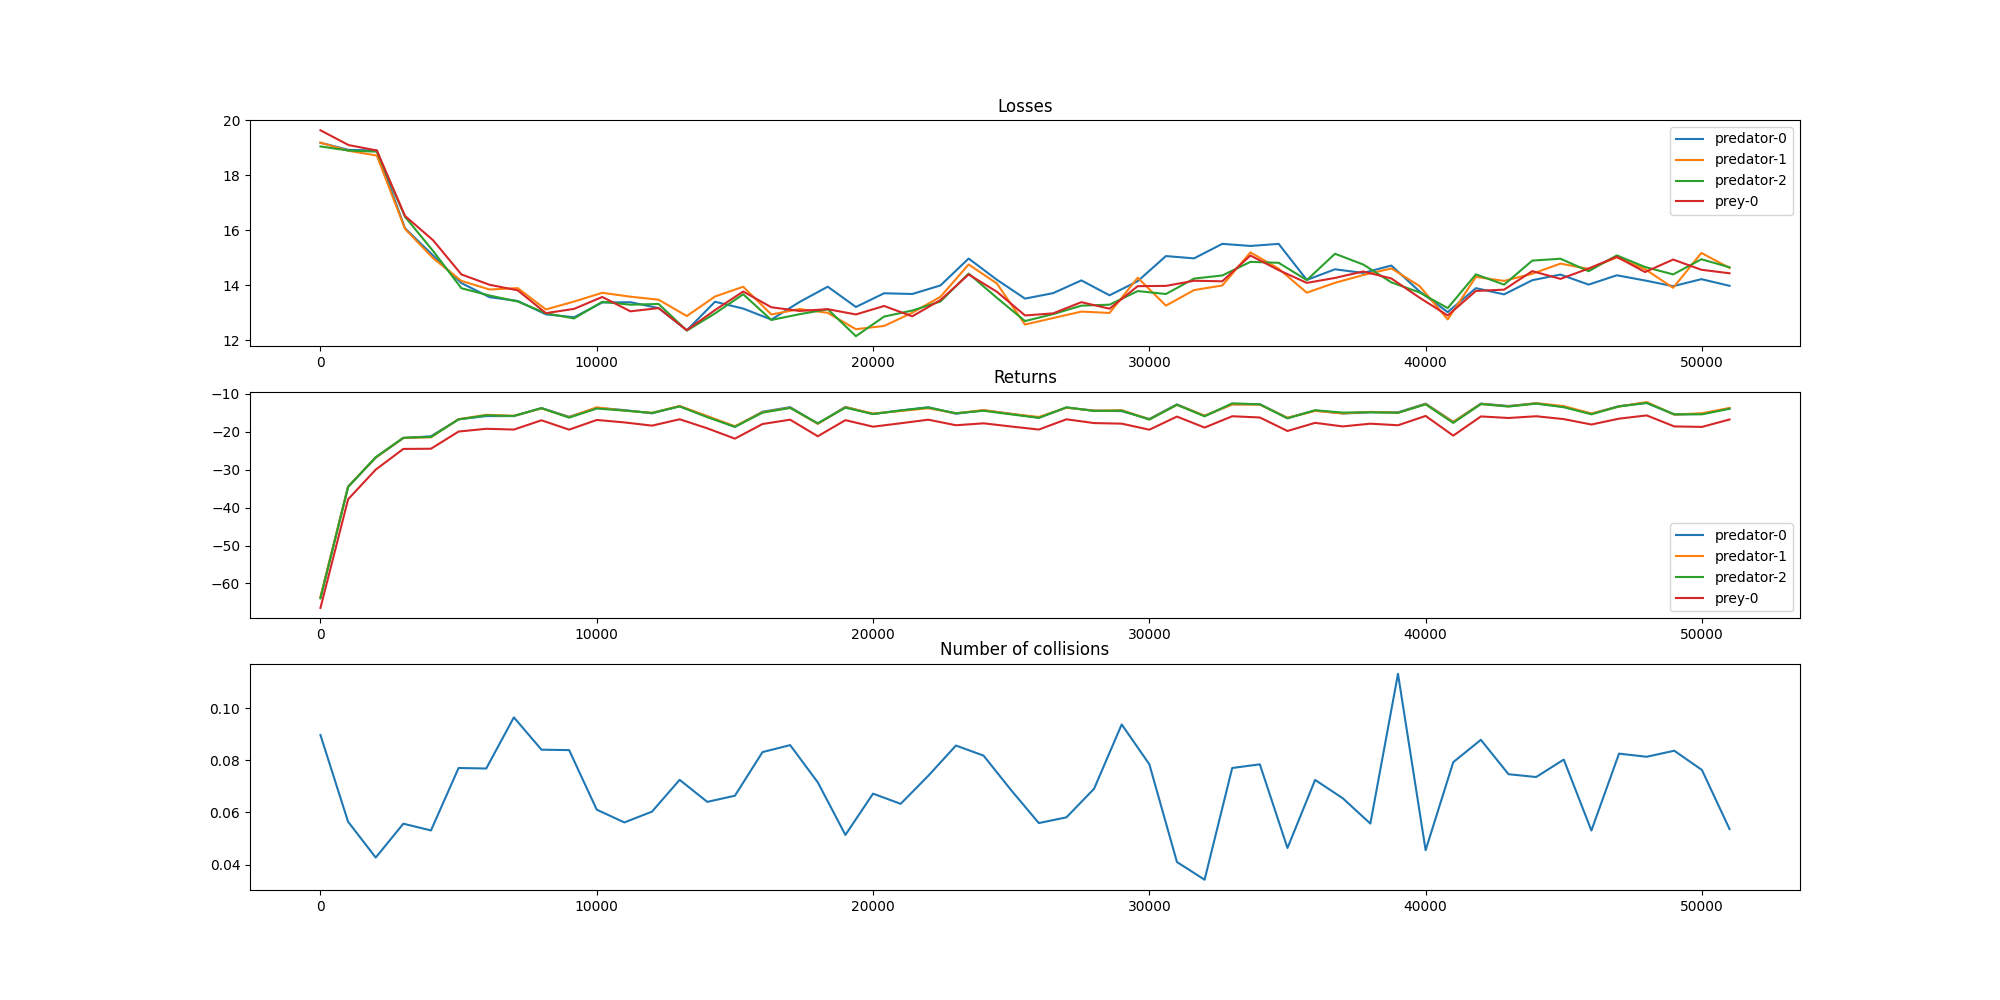 Losses
20
18
16
14
12
predator-0
predator-1
predator-2
prey-0
0 10000 20000 30000 40000 50000
Returns
−10
−20
−30
−40
−50
−60
predator-0
predator-1
predator-2
prey-0
0 10000 20000 30000 40000 50000
Number of collisions
0.10
0.08
0.06
0.04
0 10000 20000 30000 40000 50000